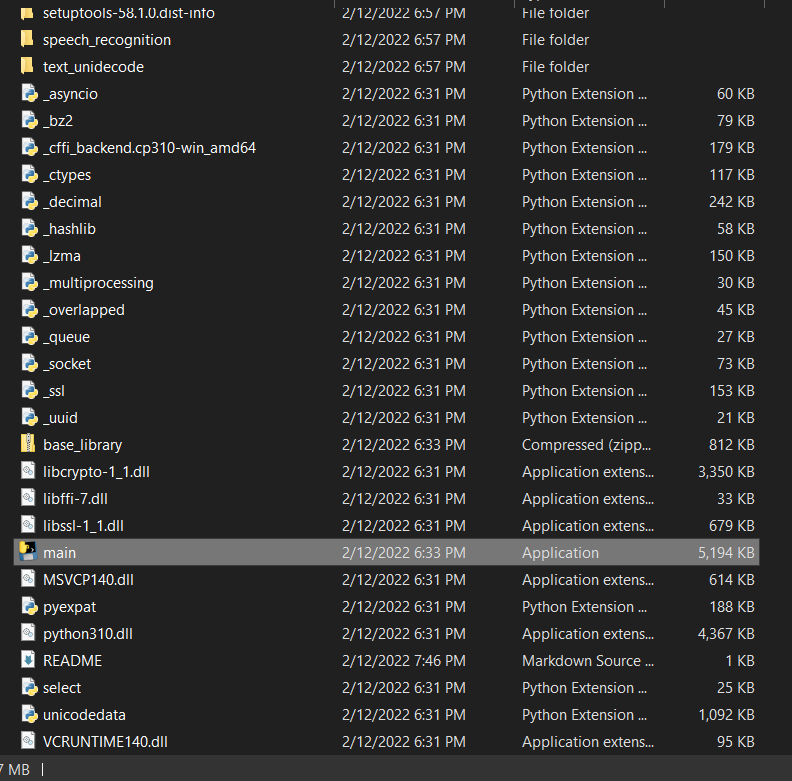 setuptools-58.1.0.dist-info 2/12/2022 6:57 PM File folder
speech_recognition 2/12/2022 6:57 PM File folder
text_unidecode 2/12/2022 6:57 PM File folder
_asyncio 2/12/2022 6:31 PM Python Extension ... 60 KB
_bz2 2/12/2022 6:31 PM Python Extension ... 79 KB
_cffi_backend.cp310-win_amd64 2/12/2022 6:31 PM Python Extension ... 179 KB
_ctypes 2/12/2022 6:31 PM Python Extension ... 117 KB
_decimal 2/12/2022 6:31 PM Python Extension ... 242 KB
_hashlib 2/12/2022 6:31 PM Python Extension ... 58 KB
_lzma 2/12/2022 6:31 PM Python Extension ... 150 KB
_multiprocessing 2/12/2022 6:31 PM Python Extension ... 30 KB
_overlapped 2/12/2022 6:31 PM Python Extension ... 45 KB
_queue 2/12/2022 6:31 PM Python Extension ... 27 KB
_socket 2/12/2022 6:31 PM Python Extension ... 73 KB
_ssl 2/12/2022 6:31 PM Python Extension ... 153 KB
_uuid 2/12/2022 6:31 PM Python Extension ... 21 KB
base_library 2/12/2022 6:33 PM Compressed (zipp... 812 KB
libcrypto-1_1.dll 2/12/2022 6:31 PM Application extens... 3,350 KB
libffi-7.dll 2/12/2022 6:31 PM Application extens... 33 KB
libssl-1_1.dll 2/12/2022 6:31 PM Application extens... 679 KB
main 2/12/2022 6:33 PM Application 5,194 KB
MSVCP140.dll 2/12/2022 6:31 PM Application extens... 614 KB
pyexpat 2/12/2022 6:31 PM Python Extension ... 188 KB
python310.dll 2/12/2022 6:31 PM Application extens... 4,367 KB
README 2/12/2022 7:46 PM Markdown Source ... 1 KB
select 2/12/2022 6:31 PM Python Extension ... 25 KB
unicodedata 2/12/2022 6:31 PM Python Extension ... 1,092 KB
VCRUNTIME140.dll 2/12/2022 6:31 PM Application extens... 95 KB
7 MB